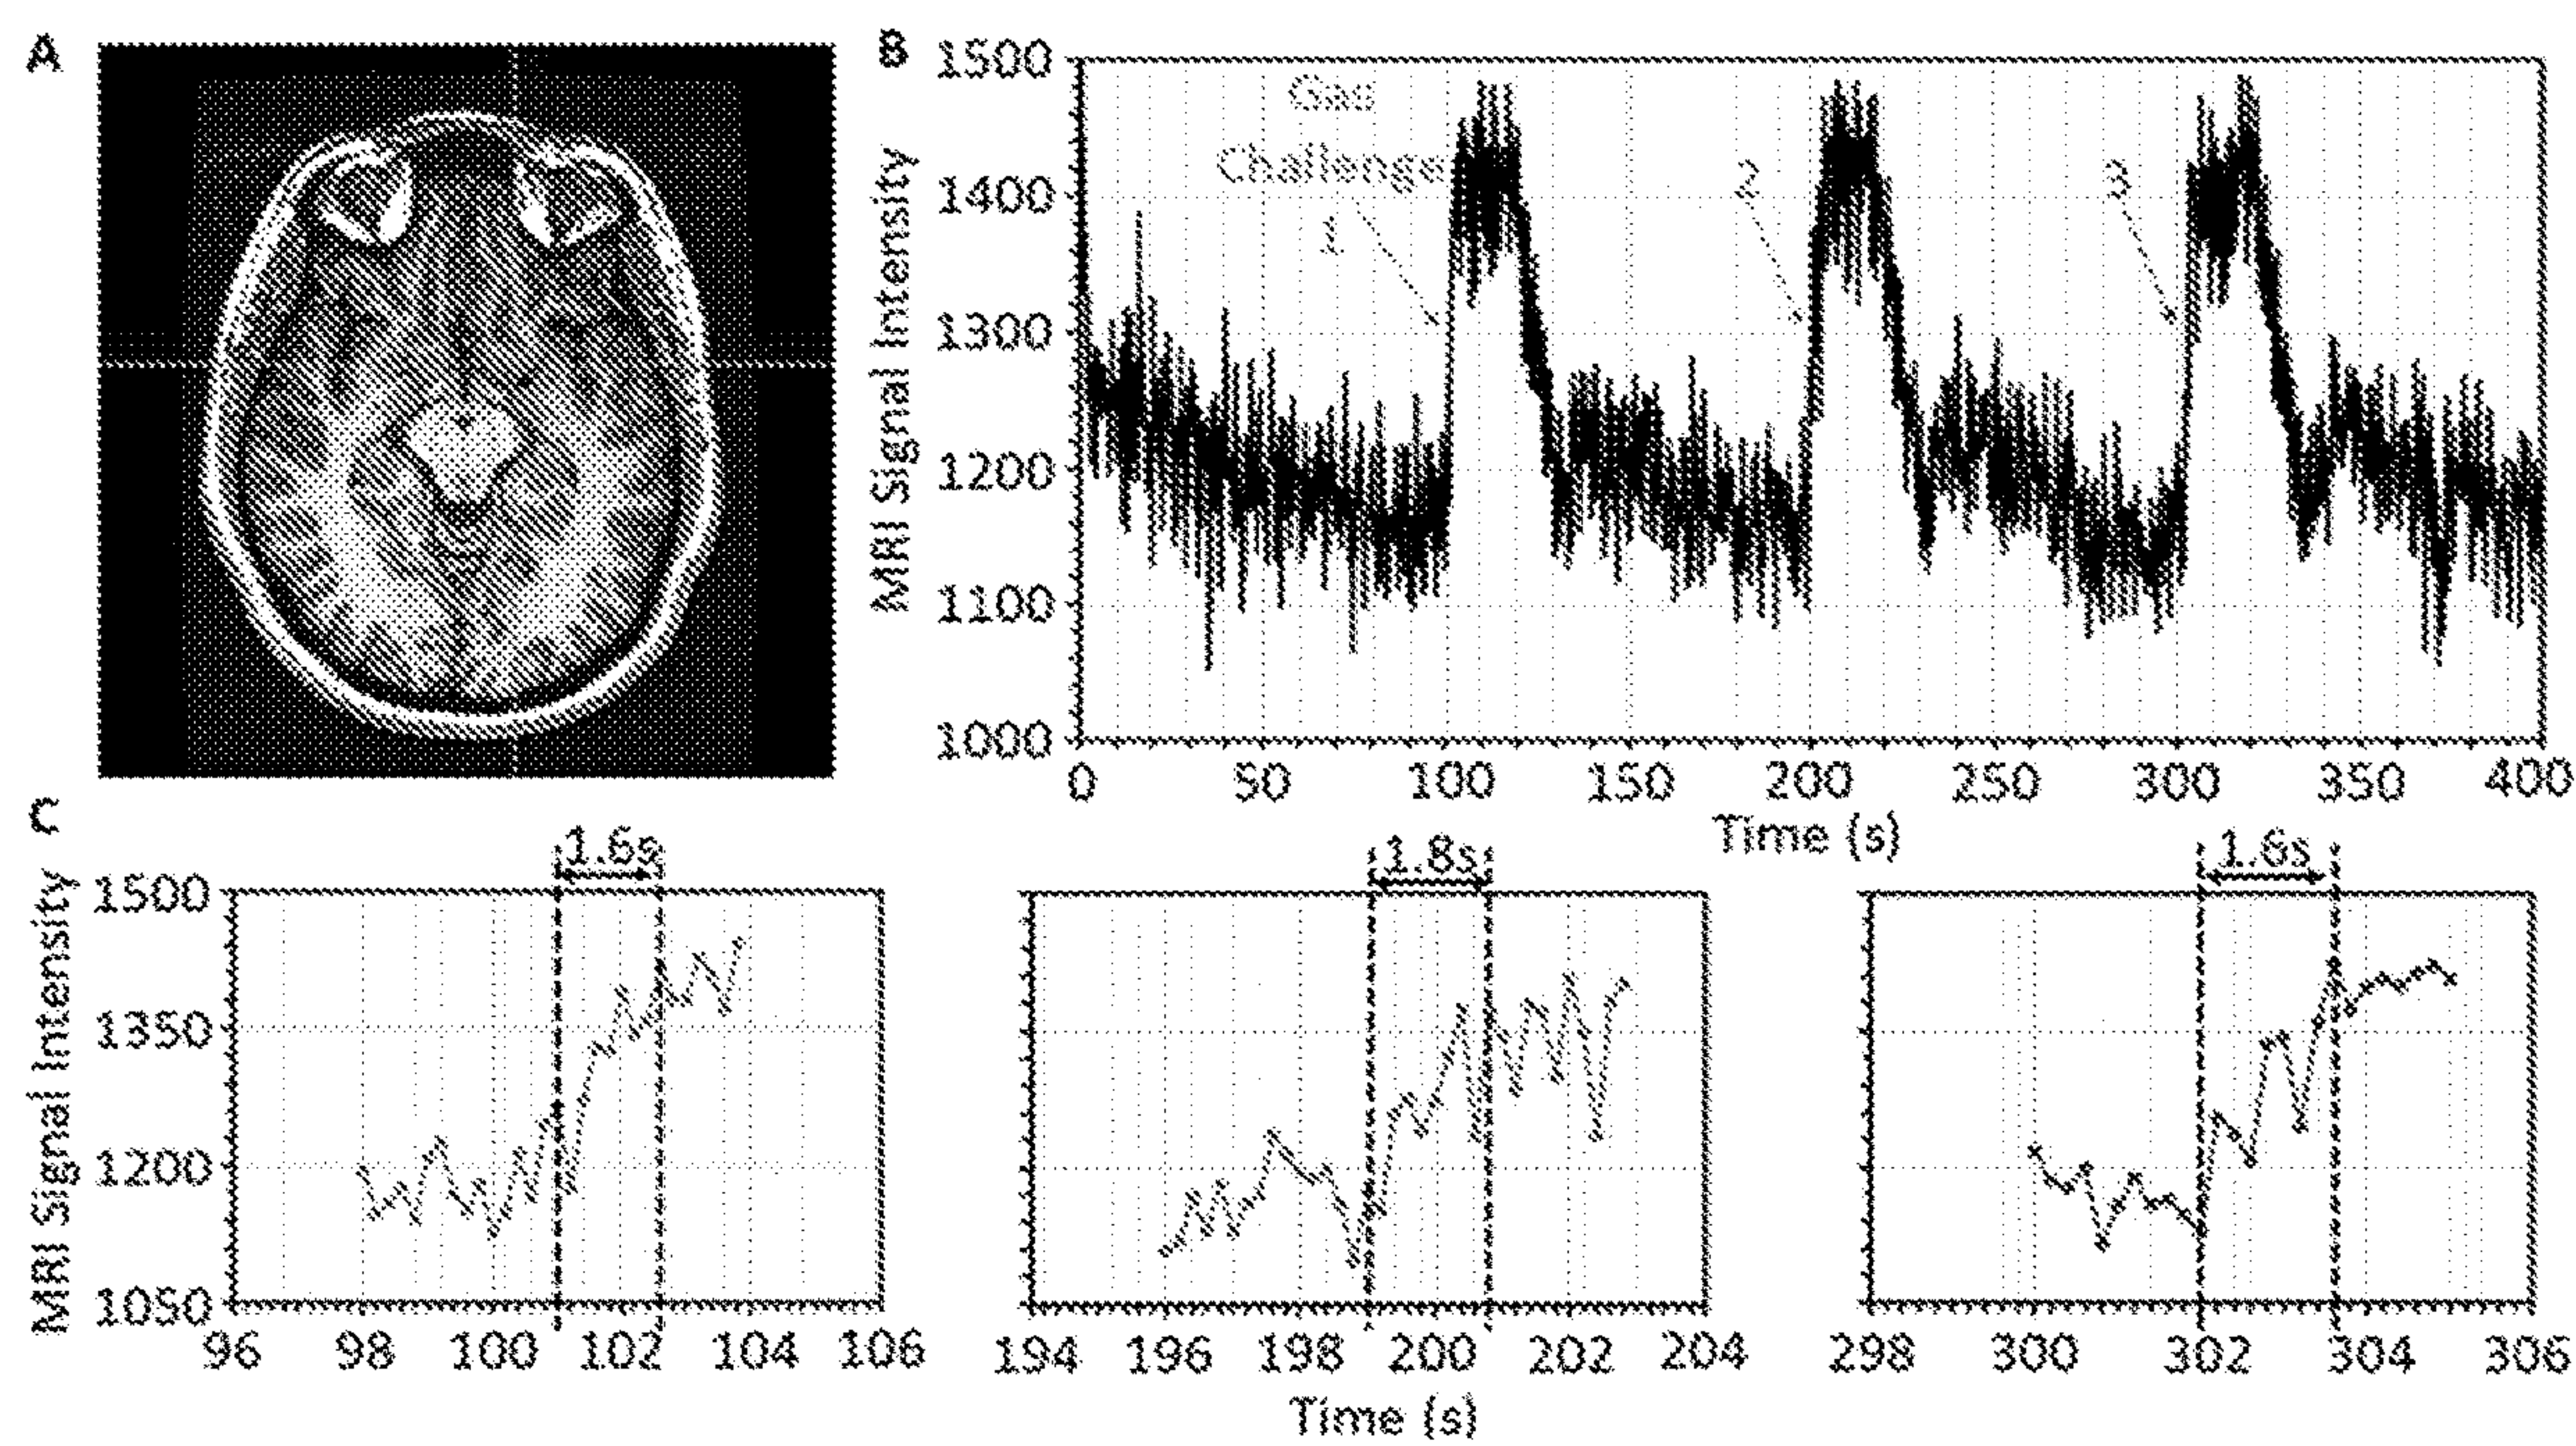 A
B
MRI Signal Intensity
1500
1400
1300
1200
1100
1000
Gas
Challenge
1
2
3
0 50 100 150 200 250 300 350 400
Time (s)
C
MRI Signal Intensity
1500
1350
1200
1050
1.6s
96 98 100 102 104 106
1.8s
194 196 198 200 202 204
1.6s
298 300 302 304 306
Time (s)